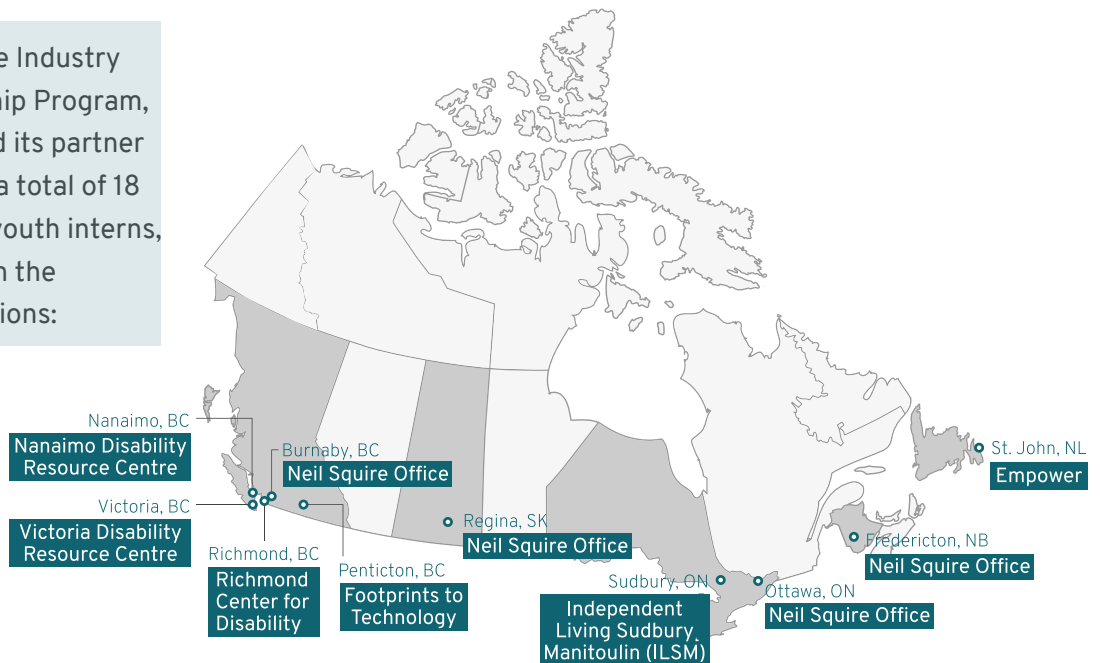 e Industry
ip Program,
d its partner
a total of 18
youth interns,
n the
ions:
Nanaimo, BC
Nanaimo Disability
Resource Centre
Burnaby, BC
Neil Squire Office
Victoria, BC
Victoria Disability
Resource Centre
Richmond, BC
Richmond
Center for
Disability
Penticton, BC
Footprints to
Technology
Regina, SK
Neil Squire Office
Sudbury, ON
Independent
Living Sudbury
Manitoulin (ILSM)
Ottawa, ON
Neil Squire Office
Fredericton, NB
Neil Squire Office
St. John, NL
Empower